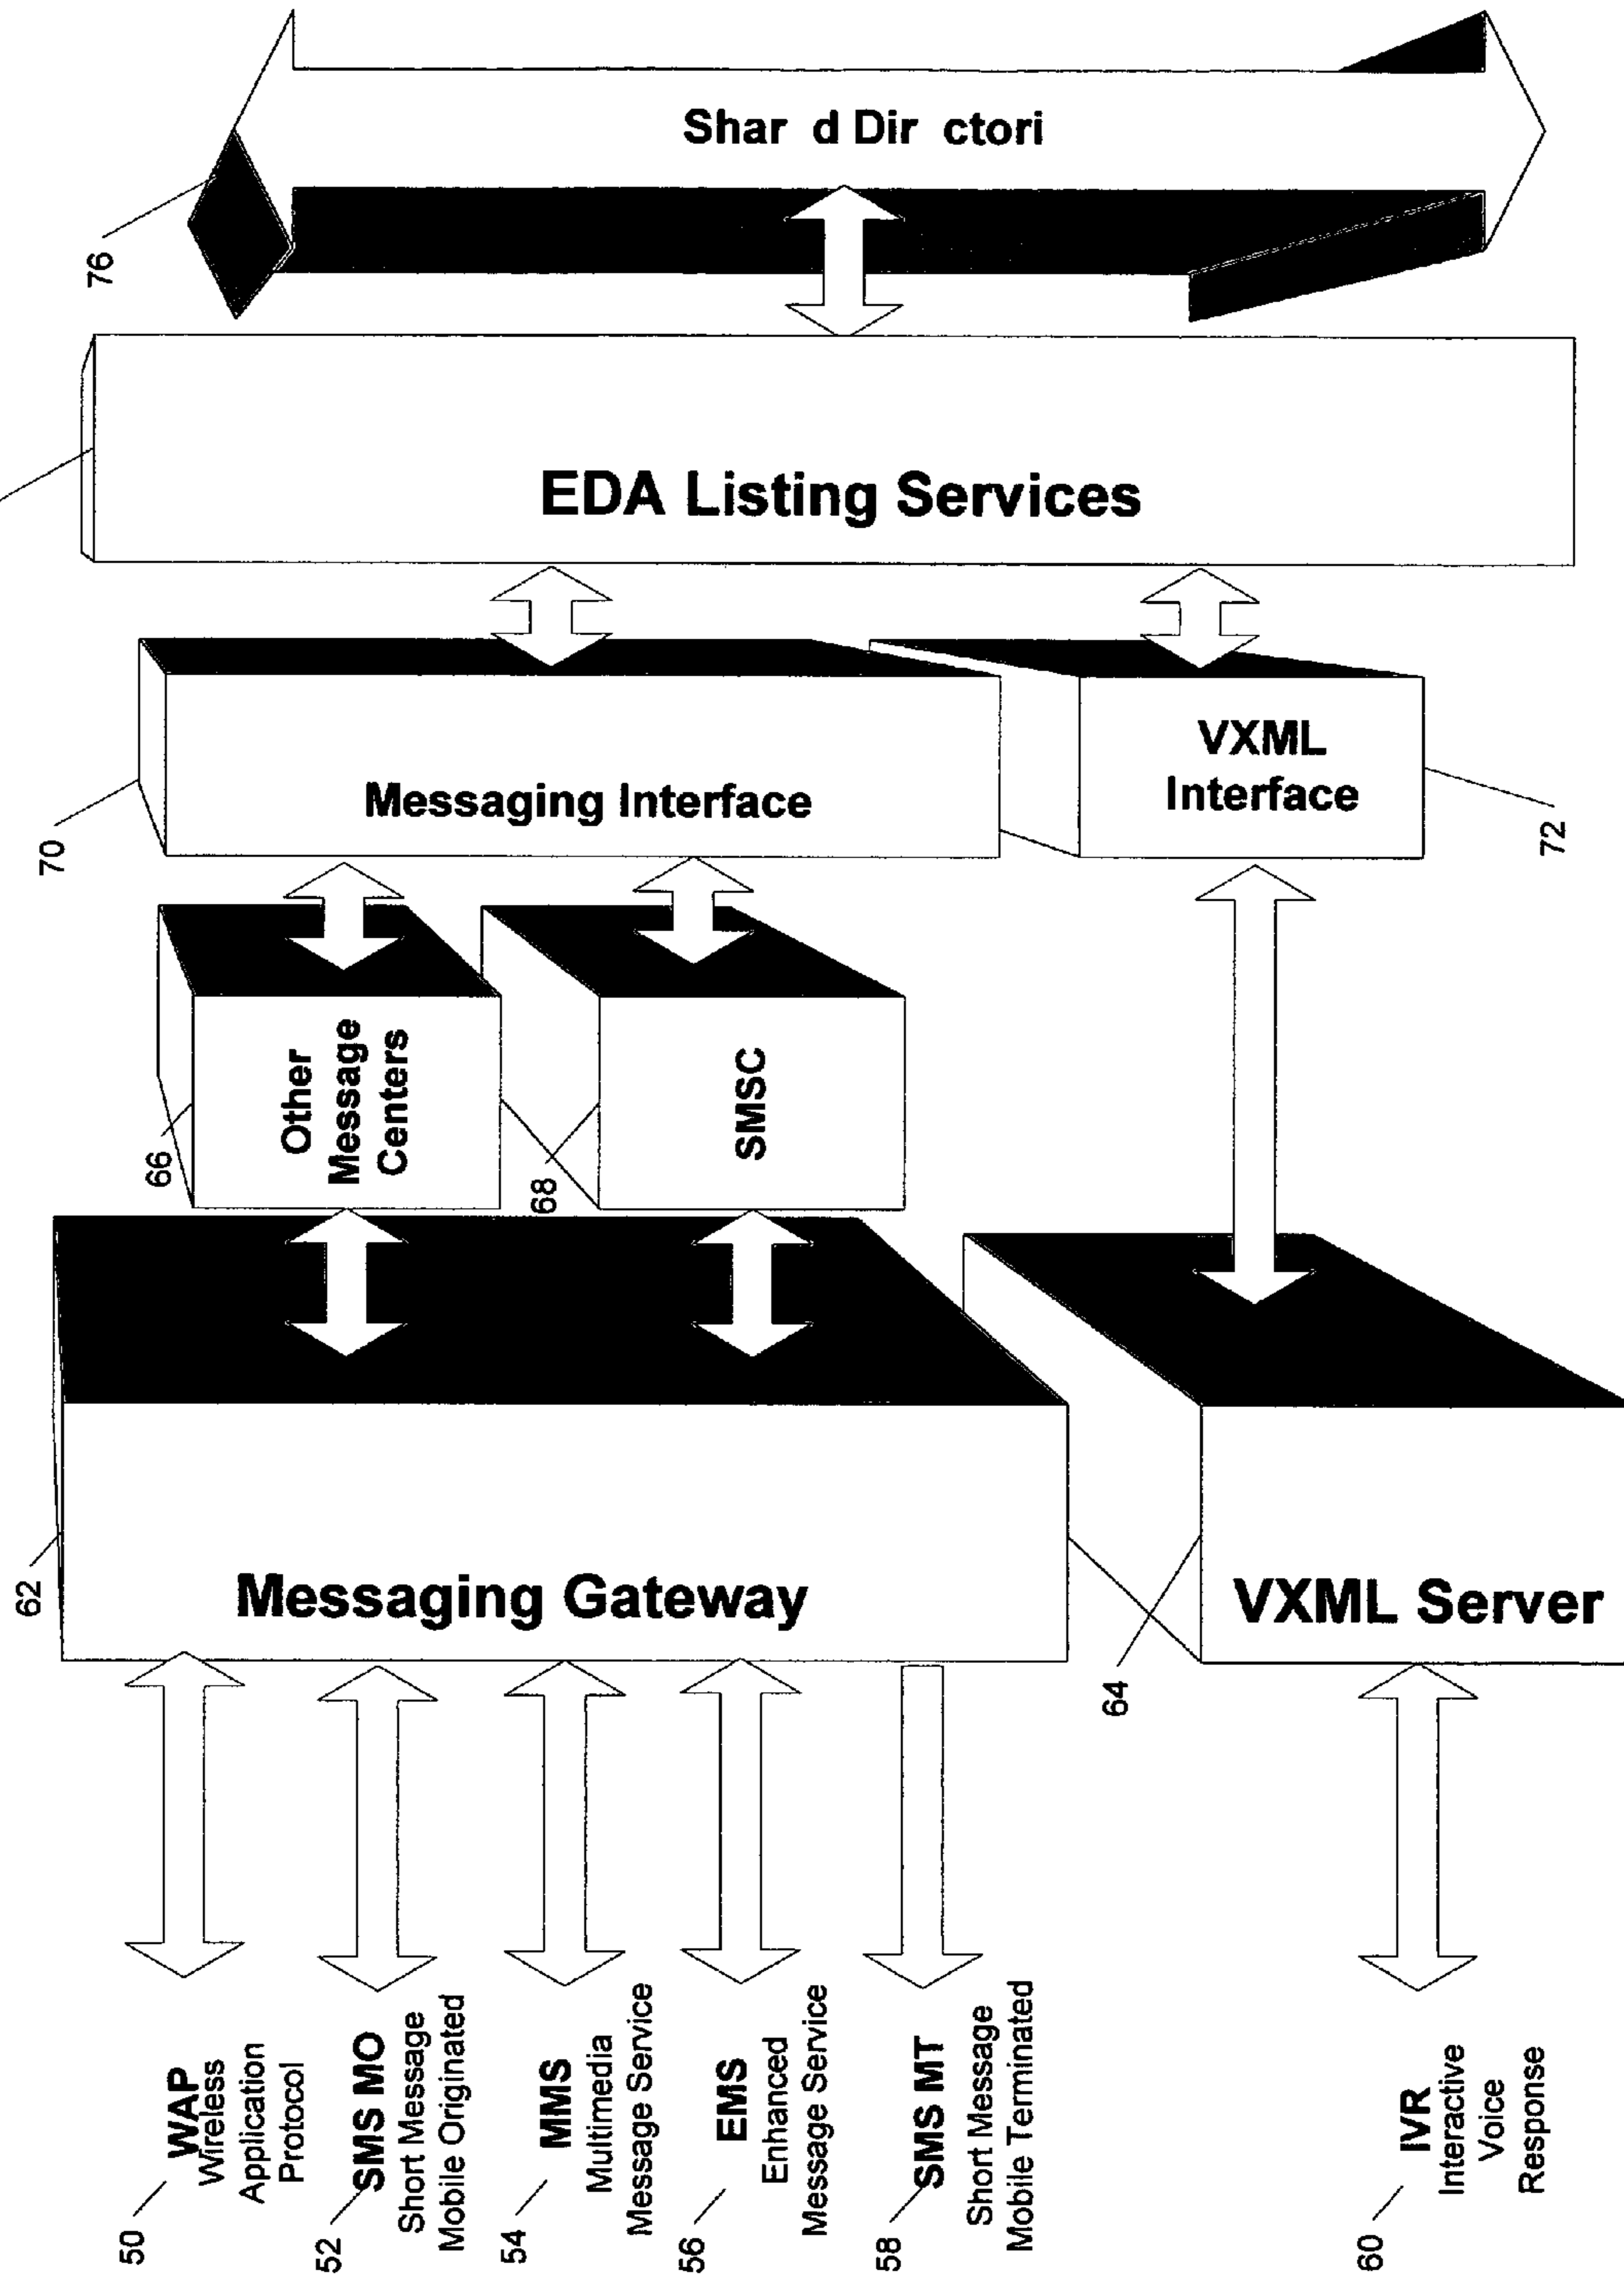 50
WAP
Wireless
Application
Protocol
52
SMS MO
Short Message
Mobile Originated
54
MMS
Multimedia
Message Service
56
EMS
Enhanced
Message Service
58
SMS MT
Short Message
Mobile Terminated
60
IVR
Interactive
Voice
Response
62
Messaging Gateway
64
VXML Server
66
Other
Message
Centers
68
SMSC
70
Messaging Interface
VXML
Interface
72
EDA Listing Services
76
Shar d Dir ctori